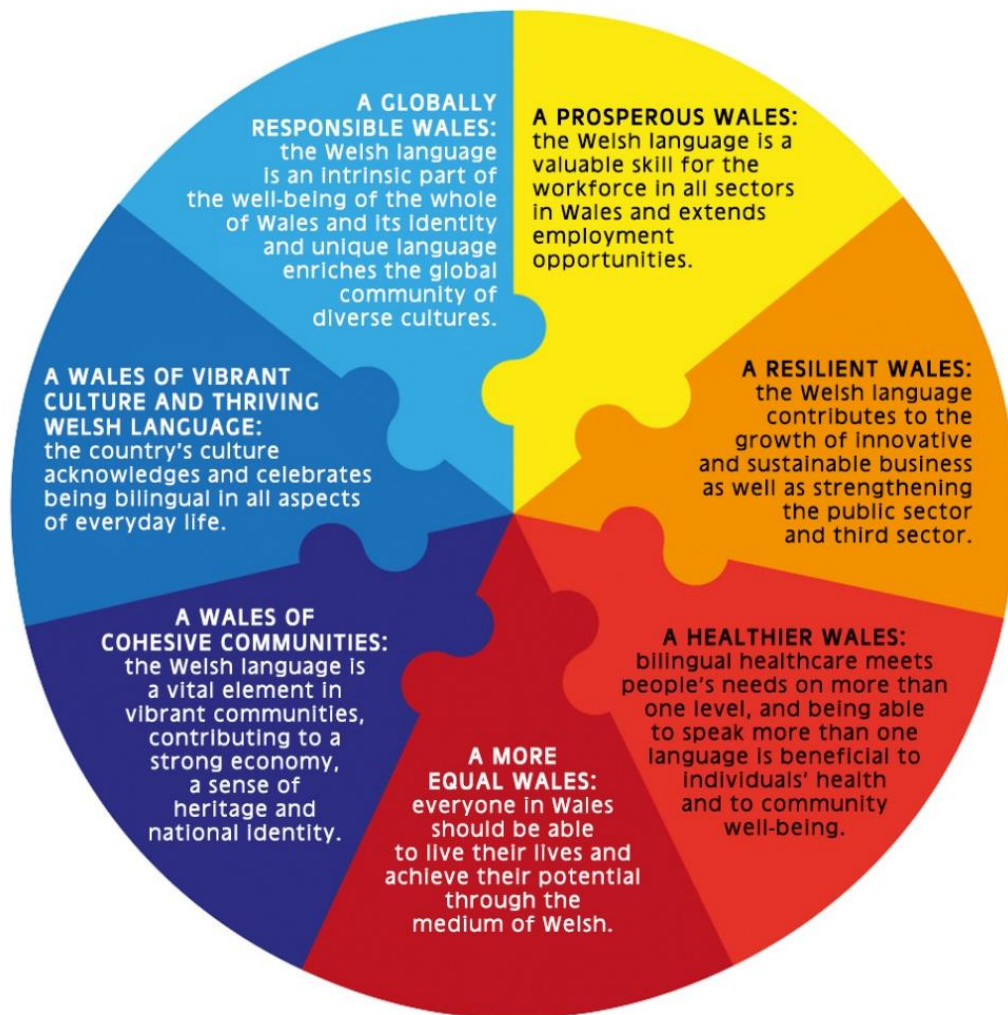 A GLOBALLY
RESPONSIBLE WALES:
the Welsh language
is an intrinsic part of
the well-being of the whole
of Wales and its identity
and unique language
enriches the global
community of
diverse cultures.
A PROSPEROUS WALES:
the Welsh language is a
valuable skill for the
workforce in all sectors
in Wales and extends
employment
opportunities.
A RESILIENT WALES:
the Welsh language
contributes to the
growth of innovative
and sustainable business
as well as strengthening
the public sector
and third sector.
A HEALTHIER WALES:
bilingual healthcare meets
people's needs on more than
one level, and being able
to speak more than one
language is beneficial to
individuals' health
and to community
well-being.
A MORE
EQUAL WALES:
everyone in Wales
should be able
to live their lives and
achieve their potential
through the
medium of Welsh.
A WALES OF
COHESIVE COMMUNITIES:
the Welsh language is
a vital element in
vibrant communities,
contributing to a
strong economy,
a sense of
heritage and
national identity.
A WALES OF VIBRANT
CULTURE AND THRIVING
WELSH LANGUAGE:
the country's culture
acknowledges and celebrates
being bilingual in all aspects
of everyday life.